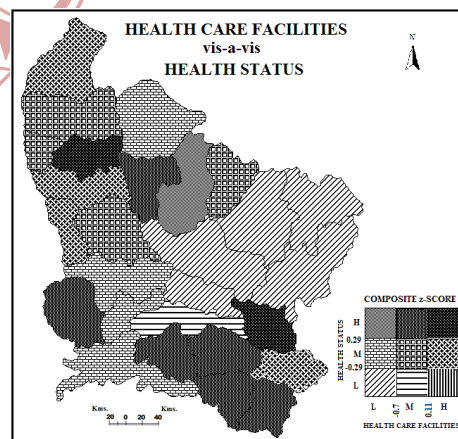 HEALTH CARE FACILITIES
vis-a-vis
HEALTH STATUS
N
COMPOSITE z-SCORE
HEALTH STATUS
H
0.29
M
-0.29
L
L -0.7 M 0.11 H
HEALTH CARE FACILITIES
Kms. Kms.
20 0 20 40